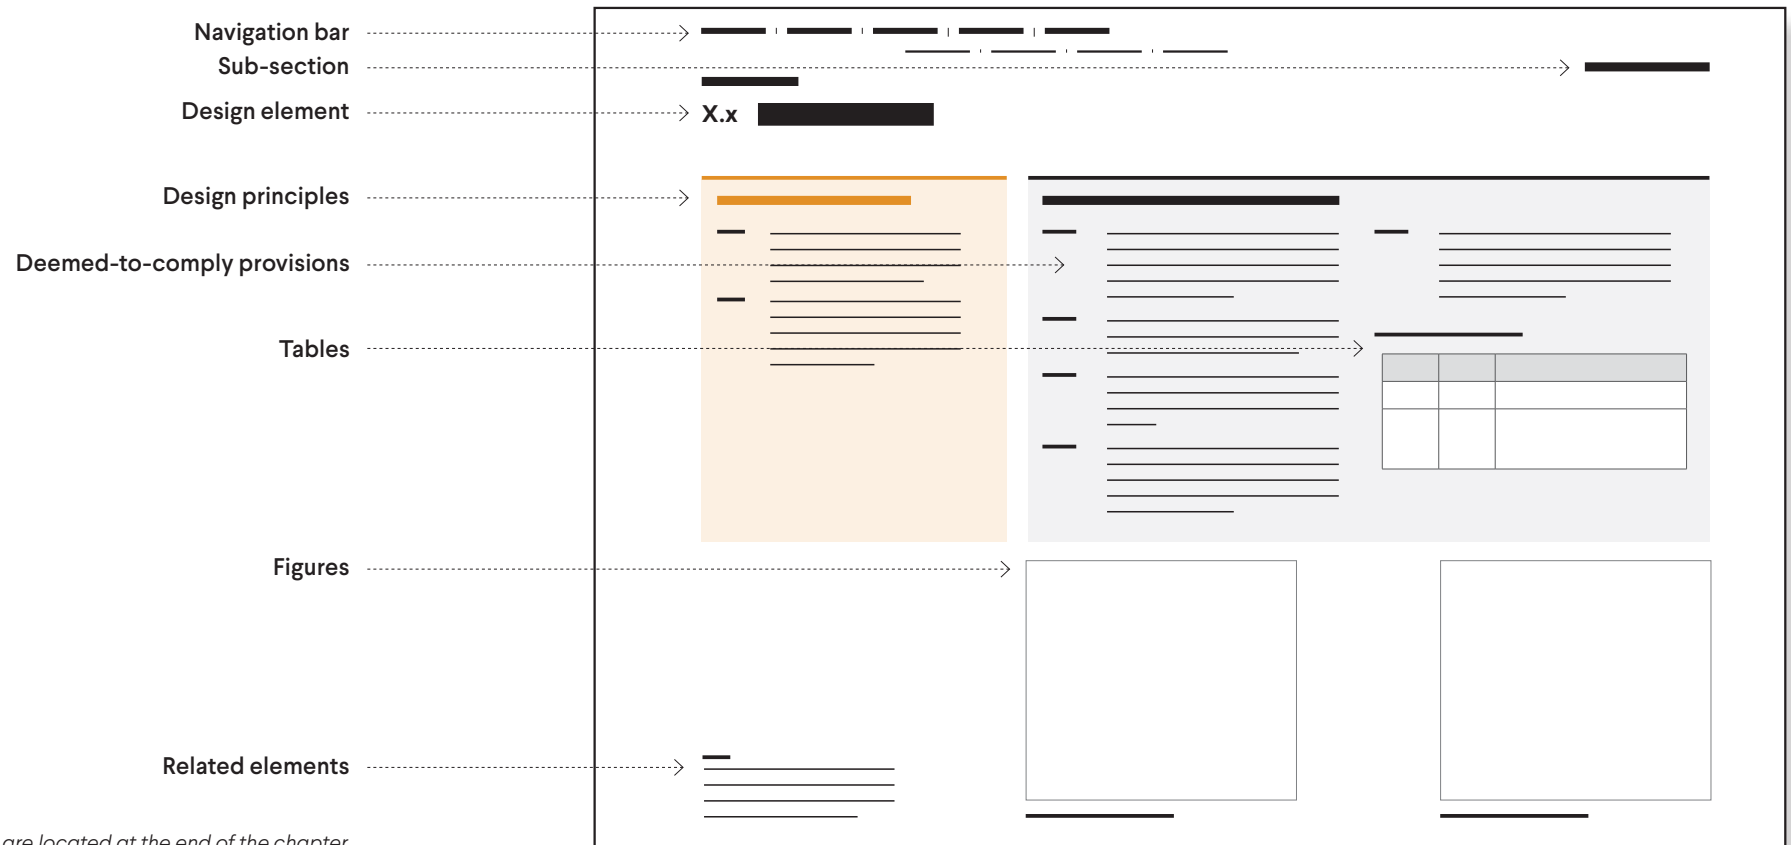 Navigation bar
Sub-section
Design element
X.x
Design principles
Deemed-to-comply provisions
Tables
Figures
Related elements
are located at the end of the chapter